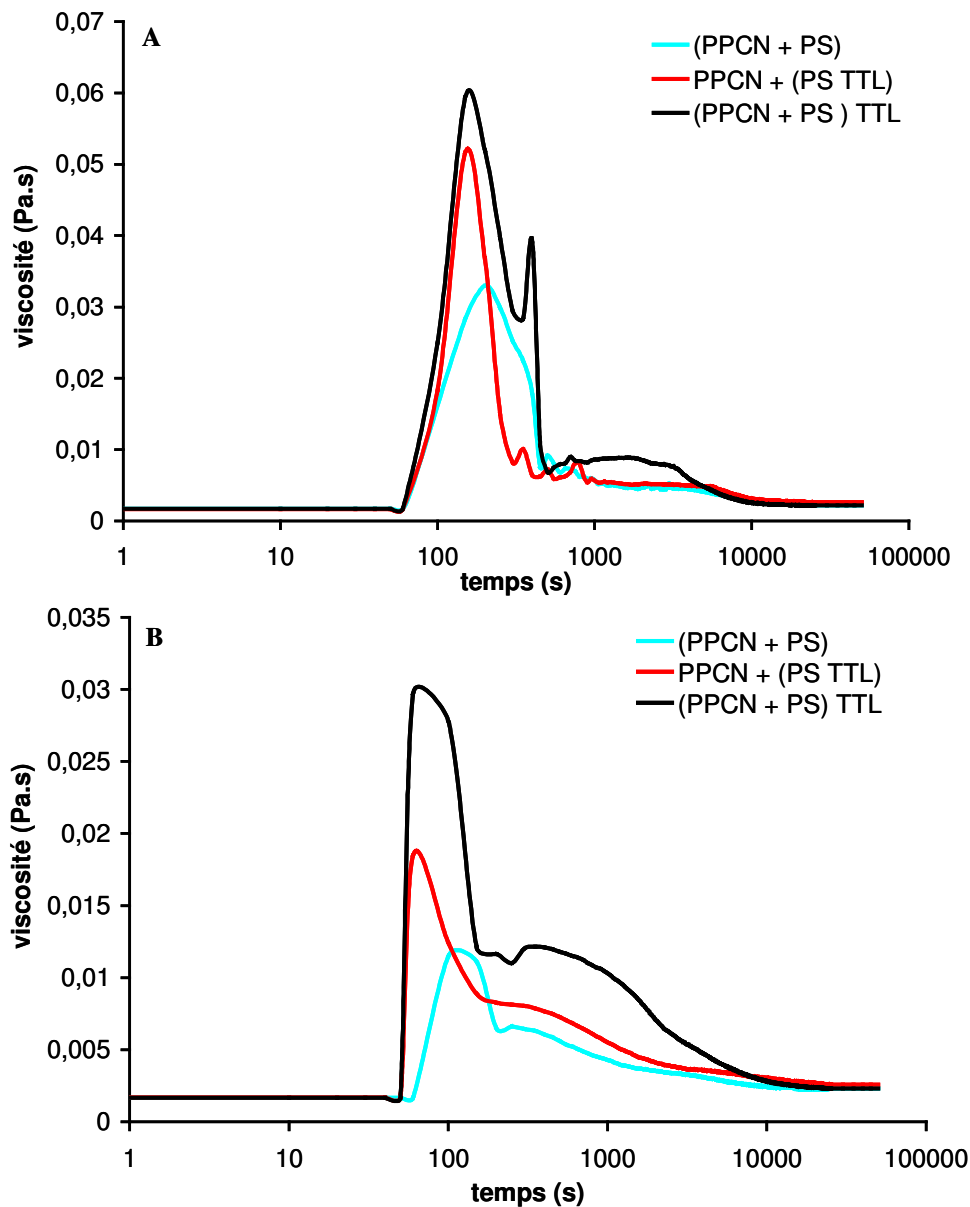 0,07
A
(PPCN + PS)
PPCN + (PS TTL)
(PPCN + PS ) TTL
0,06
0,05
0,04
0,03
0,02
0,01
0
viscosité (Pa.s)
1
10
100
1000
10000
100000
temps (s)
0,035
B
(PPCN + PS)
PPCN + (PS TTL)
(PPCN + PS) TTL
0,03
0,025
0,02
0,015
0,01
0,005
0
viscosité (Pa.s)
1
10
100
1000
10000
100000
temps (s)